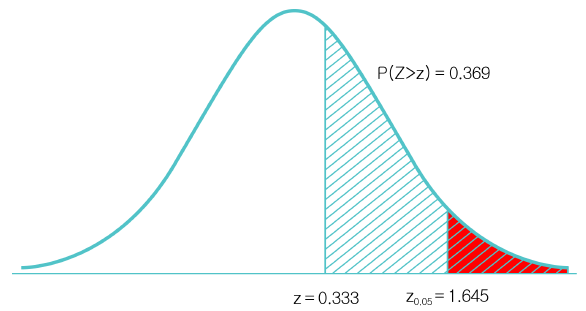 P(Z>z) = 0.369
z = 0.333
z₀.₀₅ = 1.645